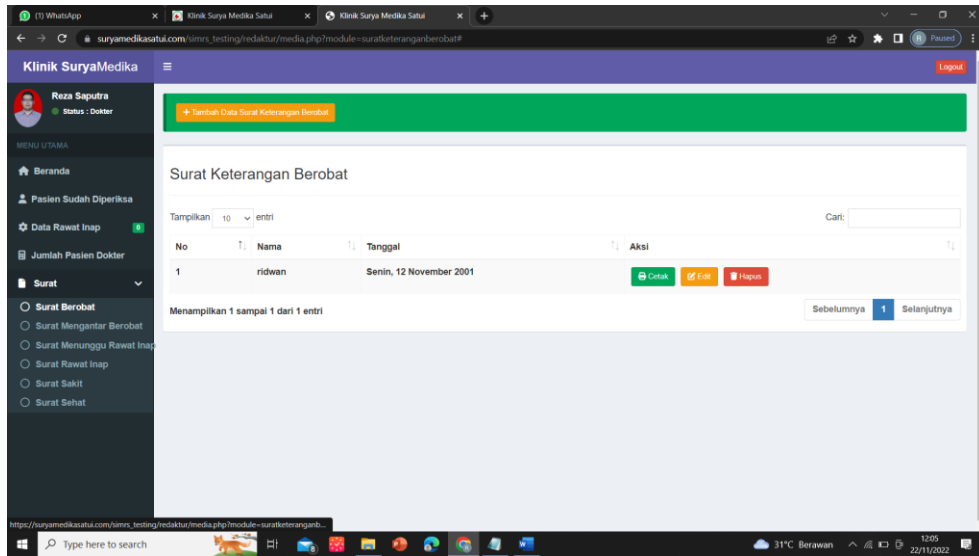 (1) WhatsApp
Klinik Surya Medika Satui
Klinik Surya Medika Satui
suryamedikasatui.com/simrs_testing/redaktur/media.php?module=suratketeranganberobat#
R Paused
Klinik SuryaMedika
Logout
Reza Saputra
Status : Dokter
+ Tambah Data Surat Keterangan Berobat
MENU UTAMA
Beranda
Pasien Sudah Diperiksa
Data Rawat Inap 0
Jumlah Pasien Dokter
Surat
Surat Berobat
Surat Mengantar Berobat
Surat Menunggu Rawat Inap
Surat Rawat Inap
Surat Sakit
Surat Sehat
Surat Keterangan Berobat
Tampilkan 10 entri
Cari:
No Nama Tanggal Aksi
1 ridwan Senin, 12 November 2001 Cetak Edit Hapus
Menampilkan 1 sampai 1 dari 1 entri
Sebelumnya 1 Selanjutnya
https://suryamedikasatui.com/simrs_testing/redaktur/media.php?module=suratketeranganb...
Type here to search
31°C Berawan
12:05
22/11/2022